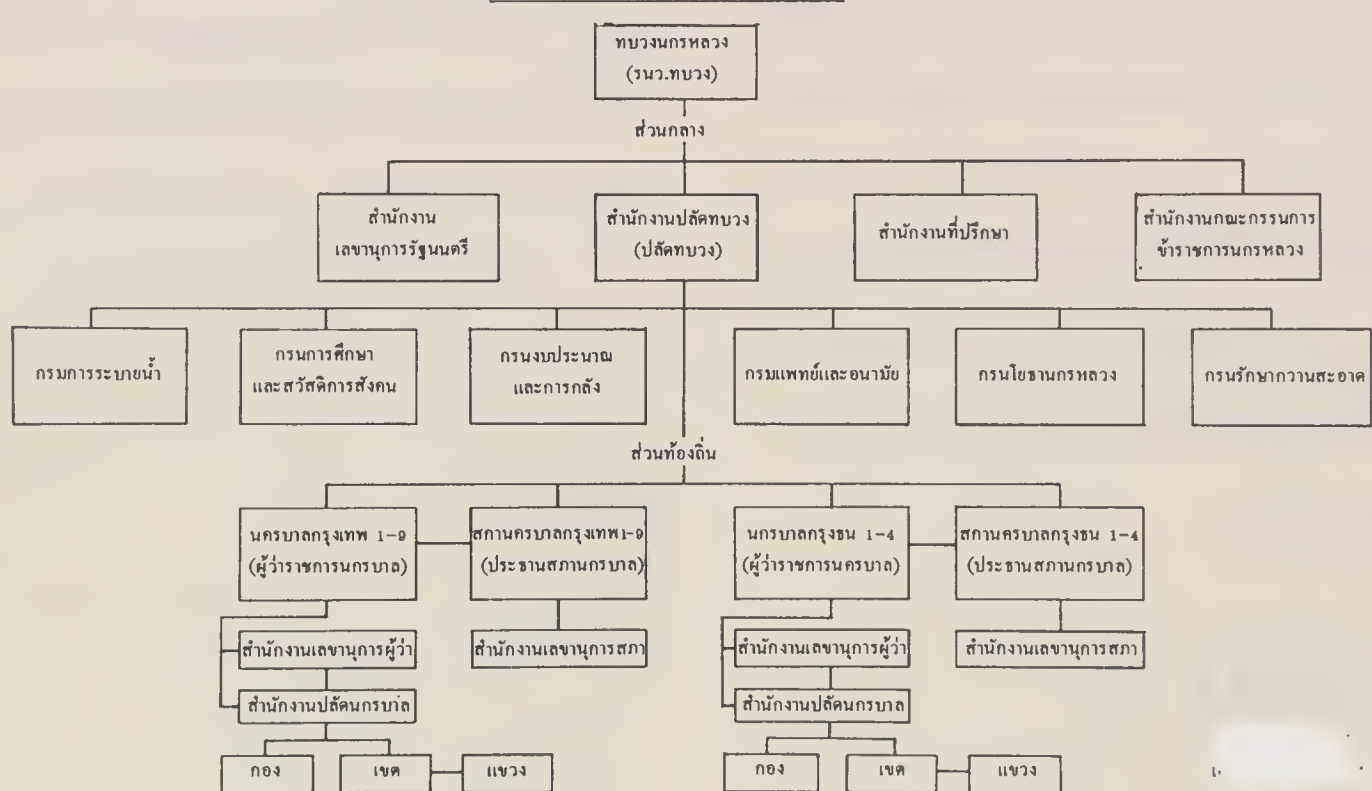 ทบวงนครหลวง
(รมว.ทบวง)
ส่วนกลาง
สำนักงาน
เลขานุการรัฐมนตรี
สำนักงานปลัดทบวง
(ปลัดทบวง)
สำนักงานที่ปรึกษา
สำนักงานคณะกรรมการ
ข้าราชการนครหลวง
กรมการระบายน้ำ
กรมการศึกษา
และสวัสดิการสังคม
กรมงบประมาณ
และการคลัง
กรมแพทย์และอนามัย
กรมโยธานครหลวง
กรมรักษาความสะอาด
ส่วนท้องถิ่น
นครบาลกรุงเทพ 1-9
(ผู้ว่าราชการนครบาล)
สภานครบาลกรุงเทพ1-9
(ประธานสภานครบาล)
นครบาลกรุงธน 1-4
(ผู้ว่าราชการนครบาล)
สภานครบาลกรุงธน 1-4
(ประธานสภานครบาล)
สำนักงานเลขานุการผู้ว่า
สำนักงานเลขานุการสภา
สำนักงานเลขานุการผู้ว่า
สำนักงานเลขานุการสภา
สำนักงานปลัดนครบาล
สำนักงานปลัดนครบาล
กอง
เขต
แขวง
กอง
เขต
แขวง